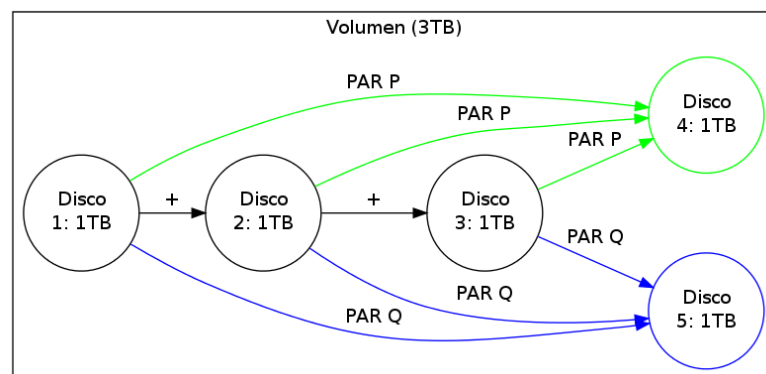 Volumen (3TB)
PAR P
PAR P
PAR P
Disco
4: 1TB
Disco
1: 1TB
+
Disco
2: 1TB
+
Disco
3: 1TB
PAR Q
PAR Q
PAR Q
Disco
5: 1TB